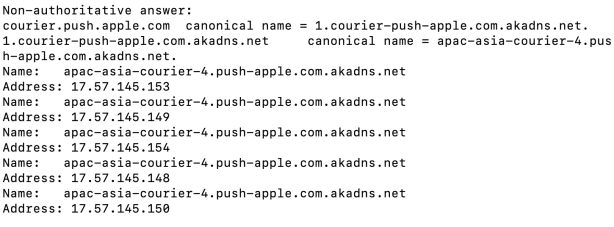 Non-authoritative answer:
courier.push.apple.com  canonical name = 1.courier-push-apple.com.akadns.net.
1.courier-push-apple.com.akadns.net     canonical name = apac-asia-courier-4.pus
h-apple.com.akadns.net.
Name:   apac-asia-courier-4.push-apple.com.akadns.net
Address: 17.57.145.153
Name:   apac-asia-courier-4.push-apple.com.akadns.net
Address: 17.57.145.149
Name:   apac-asia-courier-4.push-apple.com.akadns.net
Address: 17.57.145.154
Name:   apac-asia-courier-4.push-apple.com.akadns.net
Address: 17.57.145.148
Name:   apac-asia-courier-4.push-apple.com.akadns.net
Address: 17.57.145.150